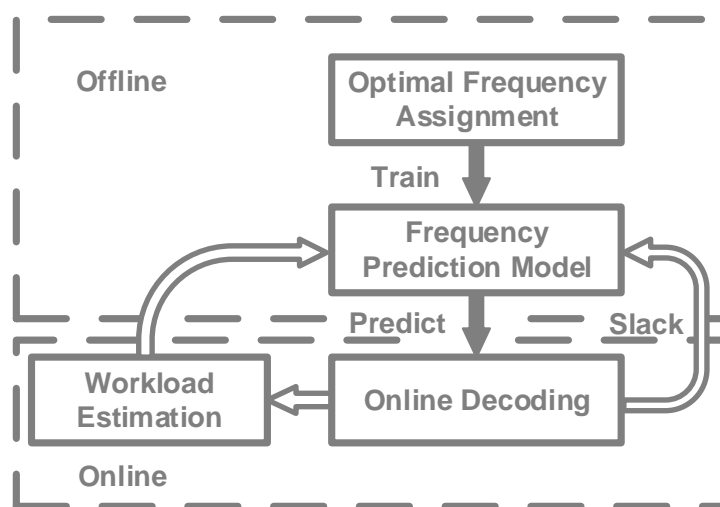 Offline
Optimal Frequency
Assignment
Train
Frequency
Prediction Model
Predict
Slack
Workload
Estimation
Online Decoding
Online